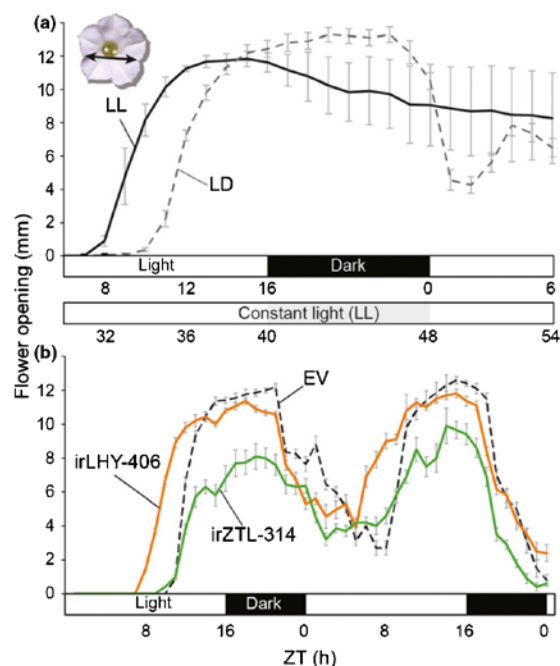 (a)
14
12
10
8
6
4
2
0
LL
LD
Light Dark
8 12 16 0 6
Constant light (LL)
32 36 40 48 54
Flower opening (mm)
(b)
14
12
10
8
6
4
2
0
EV
irLHY-406
irZTL-314
Light Dark
8 16 0 8 16 0
ZT (h)